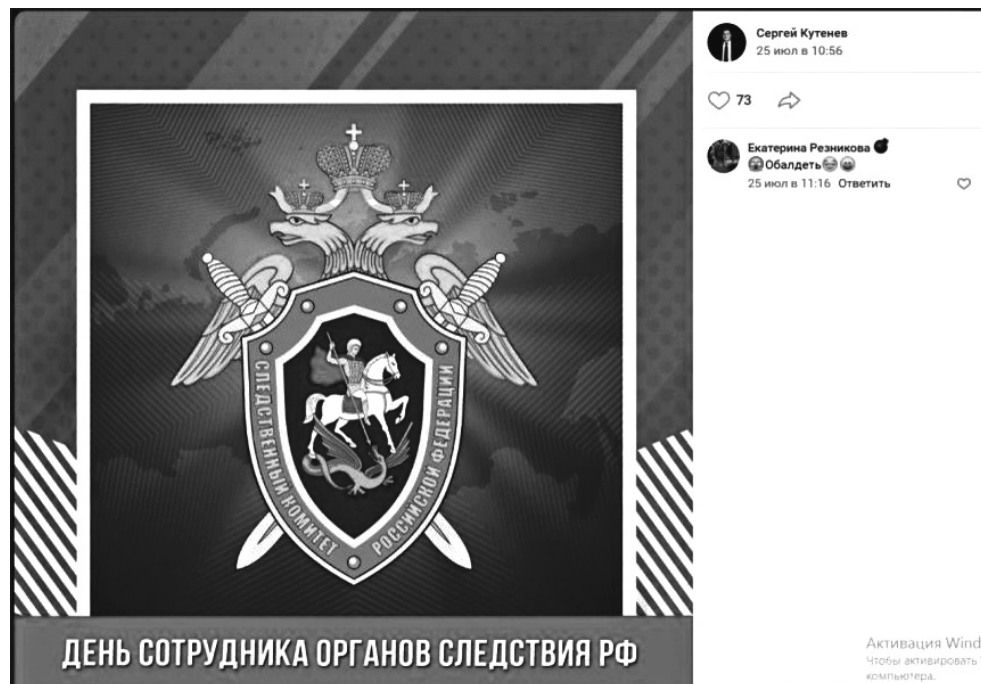 СЛЕДСТВЕННЫЙ КОМИТЕТ
РОССИЙСКОЙ ФЕДЕРАЦИИ
ДЕНЬ СОТРУДНИКА ОРГАНОВ СЛЕДСТВИЯ РФ
Сергей Кутенев
25 июл в 10:56
73
Екатерина Резникова
Обалдеть
25 июл в 11:16 Ответить
Активация Wind
Чтобы активировать
компьютера.